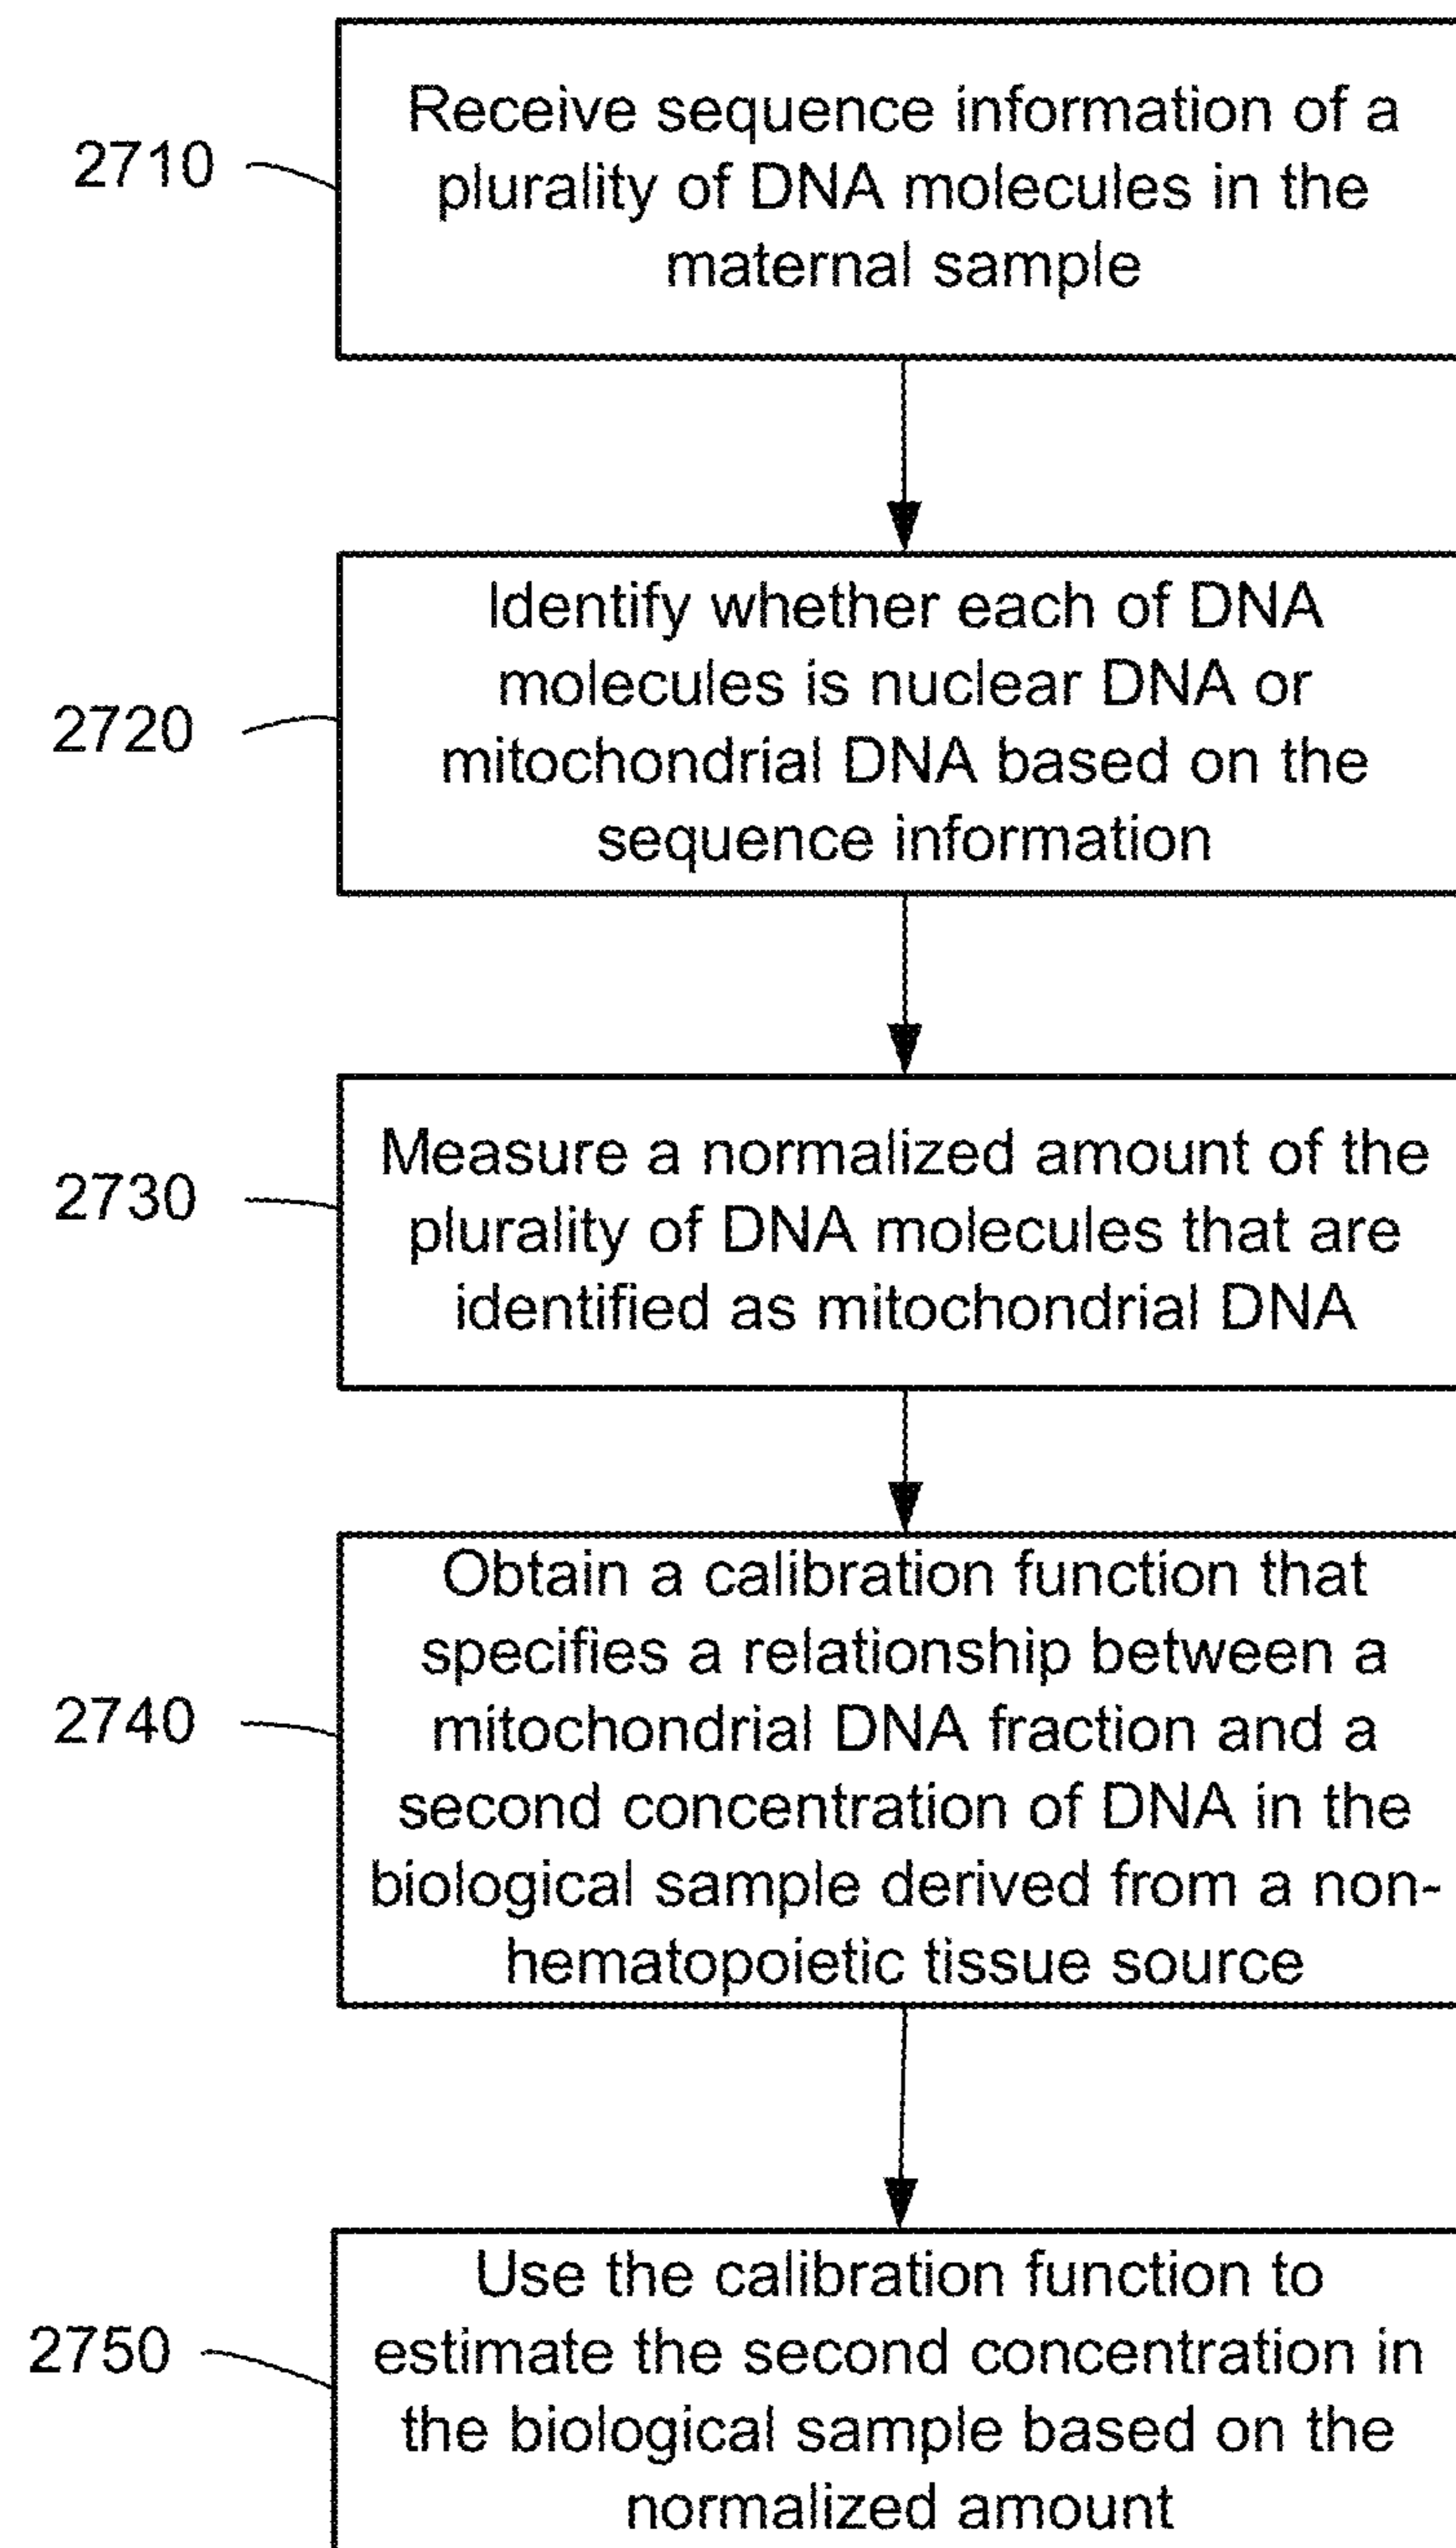 2710
Receive sequence information of a
plurality of DNA molecules in the
maternal sample
2720
Identify whether each of DNA
molecules is nuclear DNA or
mitochondrial DNA based on the
sequence information
2730
Measure a normalized amount of the
plurality of DNA molecules that are
identified as mitochondrial DNA
2740
Obtain a calibration function that
specifies a relationship between a
mitochondrial DNA fraction and a
second concentration of DNA in the
biological sample derived from a non-
hematopoietic tissue source
2750
Use the calibration function to
estimate the second concentration in
the biological sample based on the
normalized amount